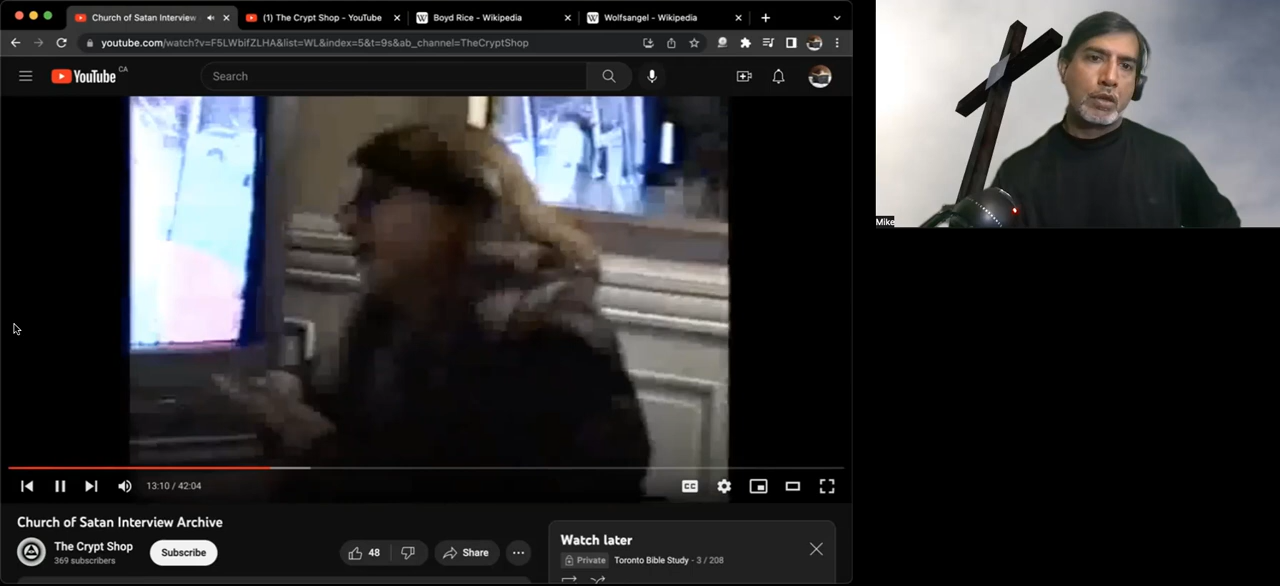 Church of Satan Interview
(1) The Crypt Shop - YouTube
Boyd Rice - Wikipedia
Wolfsangel - Wikipedia
youtube.com/watch?v=F5LWbifZLHA&list=WL&index=5&t=9s&ab_channel=TheCryptShop
YouTube CA
Search
Mike
13:10 / 42:04
CC
Church of Satan Interview Archive
The Crypt Shop
369 subscribers
Subscribe
48
Share
Watch later
Private
Toronto Bible Study - 3 / 208